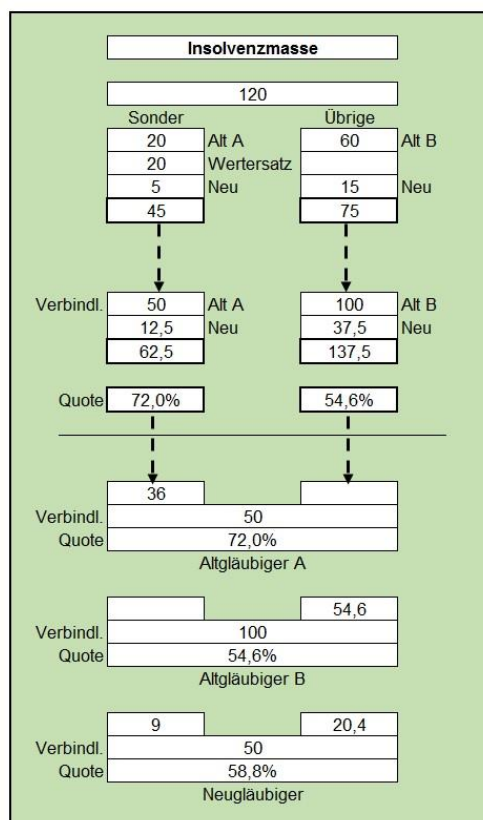 Insolvenzmasse
120
Sonder Übrige
20 Alt A 60 Alt B
20 Wertersatz
5 Neu 15 Neu
45 75
Verbindl. 50 Alt A 100 Alt B
12,5 Neu 37,5 Neu
62,5 137,5
Quote 72,0% 54,6%
36
Verbindl. 50
Quote 72,0%
Altgläubiger A
54,6
Verbindl. 100
Quote 54,6%
Altgläubiger B
9 20,4
Verbindl. 50
Quote 58,8%
Neugläubiger